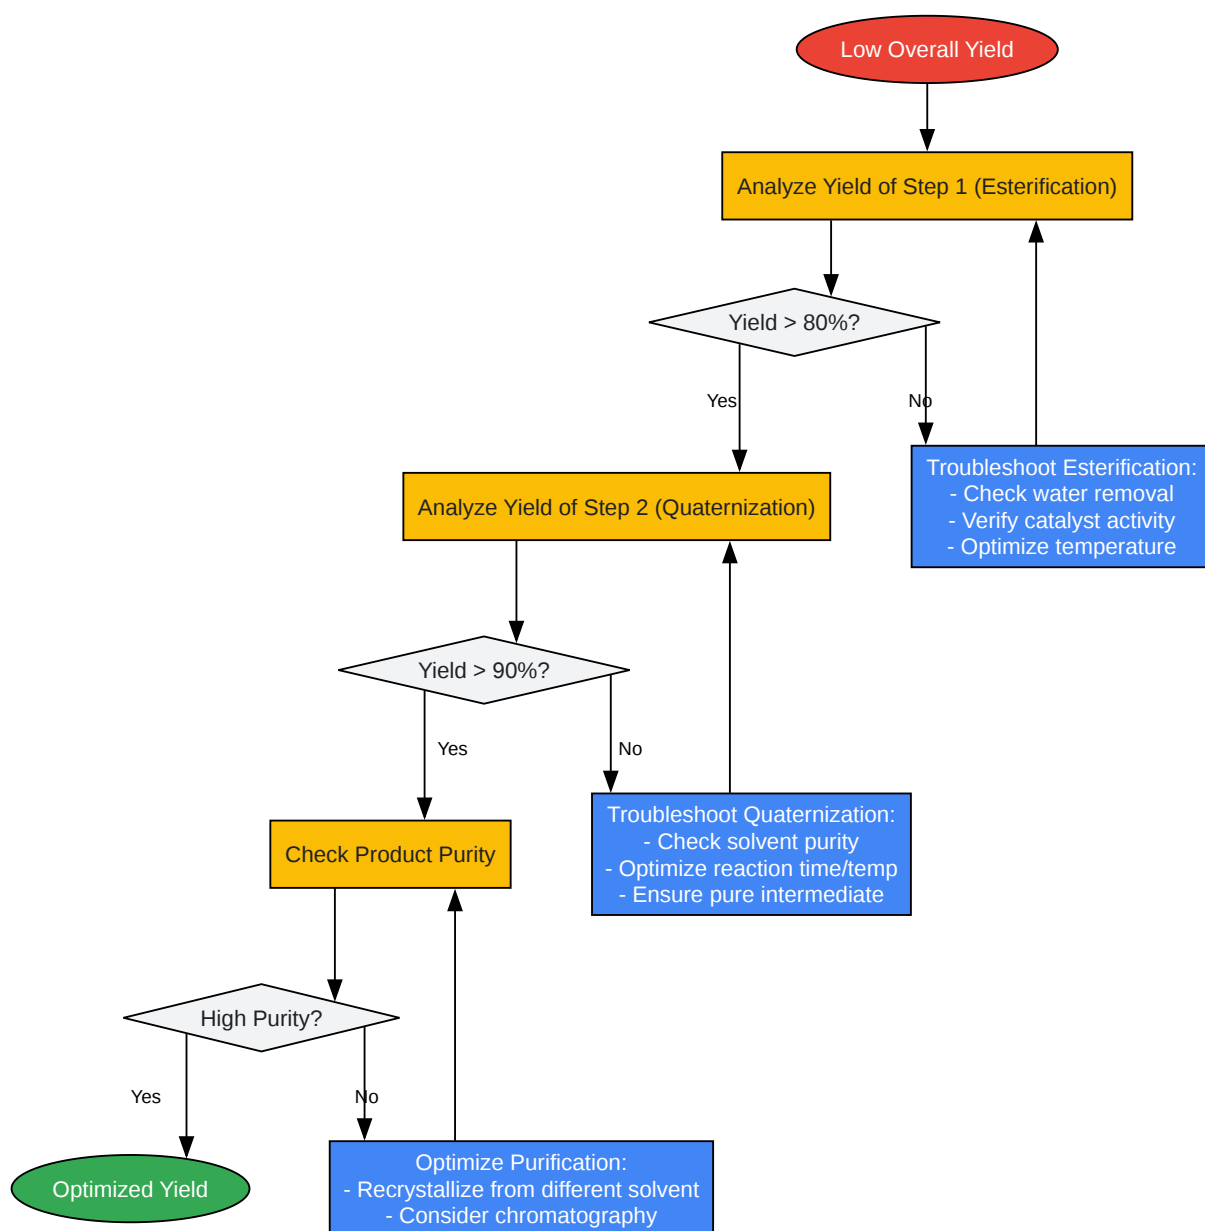 Low Overall Yield
Analyze Yield of Step 1 (Esterification)
Yield > 80%?
Yes
No
Troubleshoot Esterification:
- Check water removal
- Verify catalyst activity
- Optimize temperature
Analyze Yield of Step 2 (Quaternization)
Yield > 90%?
Yes
No
Troubleshoot Quaternization:
- Check solvent purity
- Optimize reaction time/temp
- Ensure pure intermediate
Check Product Purity
High Purity?
Yes
No
Optimized Yield
Optimize Purification:
- Recrystallize from different solvent
- Consider chromatography